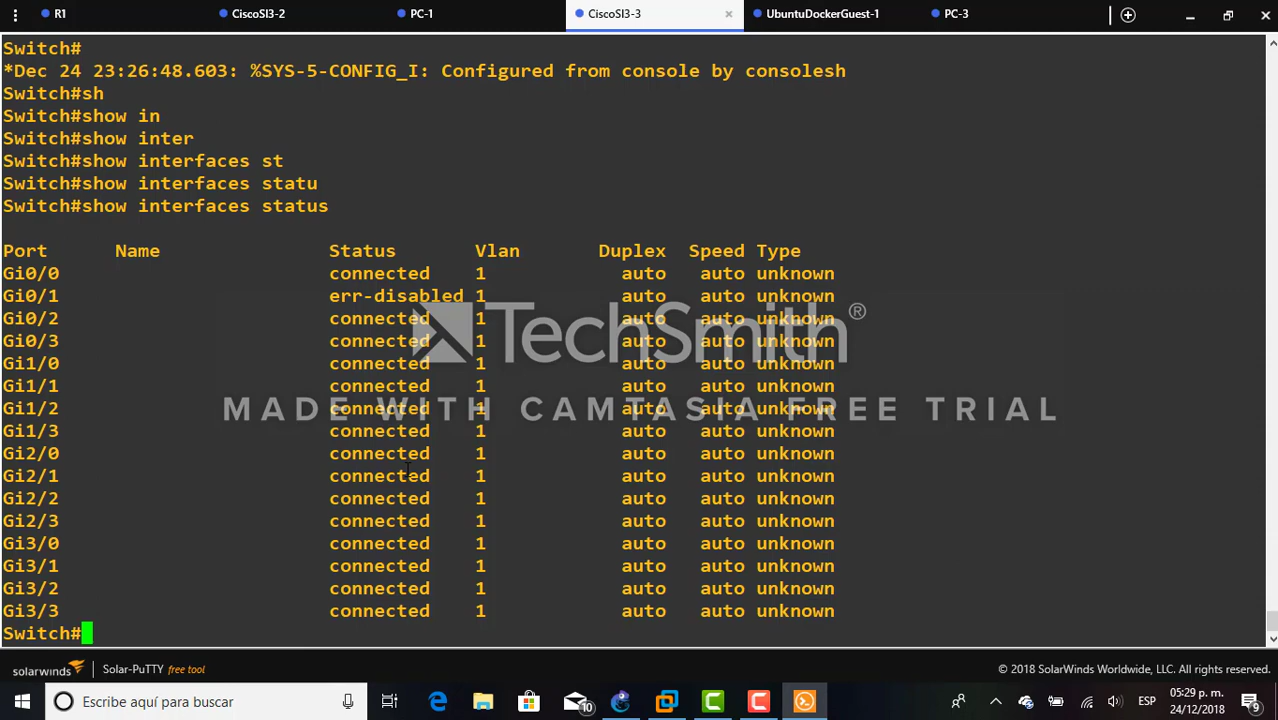 R1 CiscoSI3-2 PC-1 CiscoSI3-3 × UbuntuDockerGuest-1 PC-3
Switch#
*Dec 24 23:26:48.603: %SYS-5-CONFIG_I: Configured from console by consolesh
Switch#sh
Switch#show in
Switch#show inter
Switch#show interfaces st
Switch#show interfaces statu
Switch#show interfaces status
Port Name Status Vlan Duplex Speed Type
Gi0/0 connected 1 auto auto unknown
Gi0/1 err-disabled 1 auto auto unknown
Gi0/2 connected 1 auto auto unknown
Gi0/3 connected 1 auto auto unknown
Gi1/0 connected 1 auto auto unknown
Gi1/1 connected 1 auto auto unknown
Gi1/2 connected 1 auto auto unknown
Gi1/3 connected 1 auto auto unknown
Gi2/0 connected 1 auto auto unknown
Gi2/1 connected 1 auto auto unknown
Gi2/2 connected 1 auto auto unknown
Gi2/3 connected 1 auto auto unknown
Gi3/0 connected 1 auto auto unknown
Gi3/1 connected 1 auto auto unknown
Gi3/2 connected 1 auto auto unknown
Gi3/3 connected 1 auto auto unknown
Switch#
TechSmith®
MADE WITH CAMTASIA FREE TRIAL
solarwinds Solar-PuTTY free tool © 2018 SolarWinds Worldwide, LLC. All rights reserved.
Escribe aquí para buscar 10 ESP 05:29 p. m. 9
24/12/2018